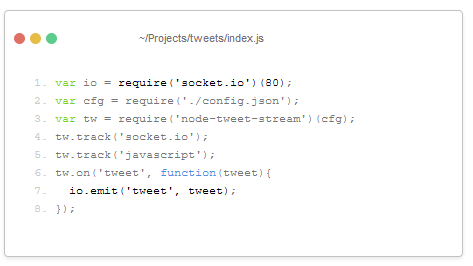 ~/Projects/tweets/index.js
1. var io = require('socket.io')(80);
2. var cfg = require('./config.json');
3. var tw = require('node-tweet-stream')(cfg);
4. tw.track('socket.io');
5. tw.track('javascript');
6. tw.on('tweet', function(tweet){
7.   io.emit('tweet', tweet);
8. });